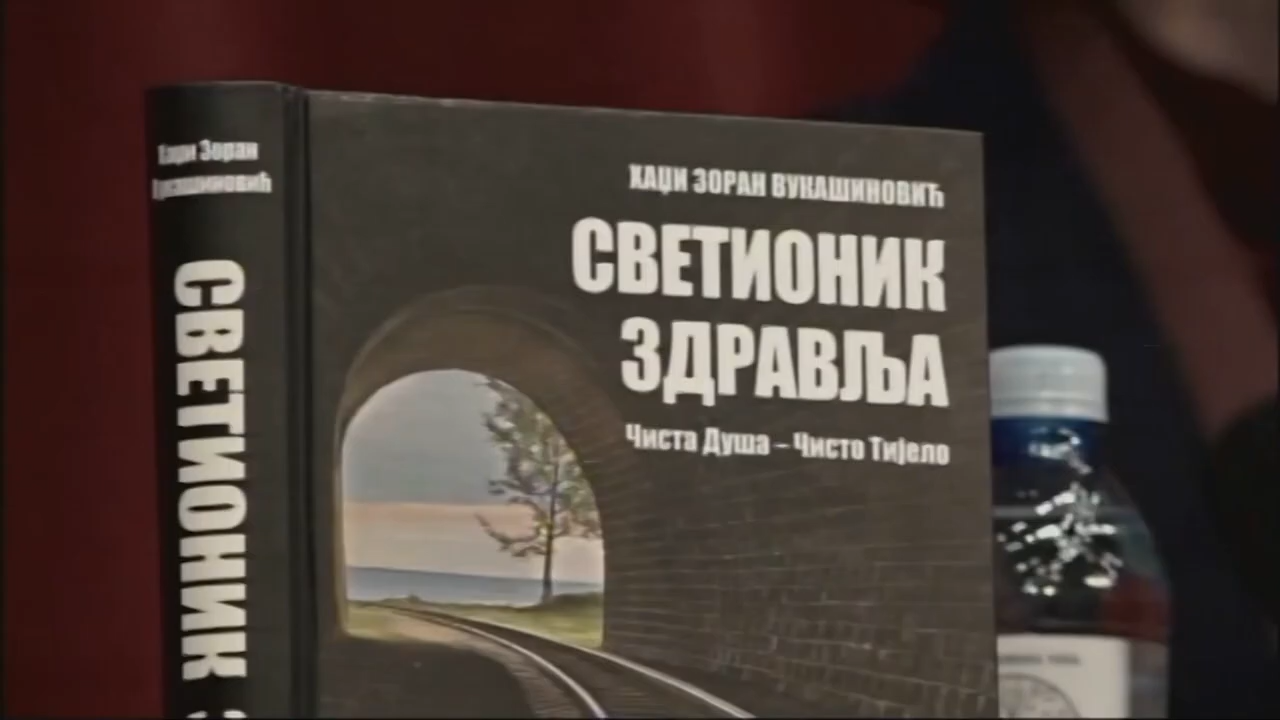 Хаџи Зоран
Вукашиновић
СВЕТИОНИК
ХАЏИ ЗОРАН ВУКАШИНОВИЋ
СВЕТИОНИК
ЗДРАВЉА
Чиста Душа – Чисто Тијело